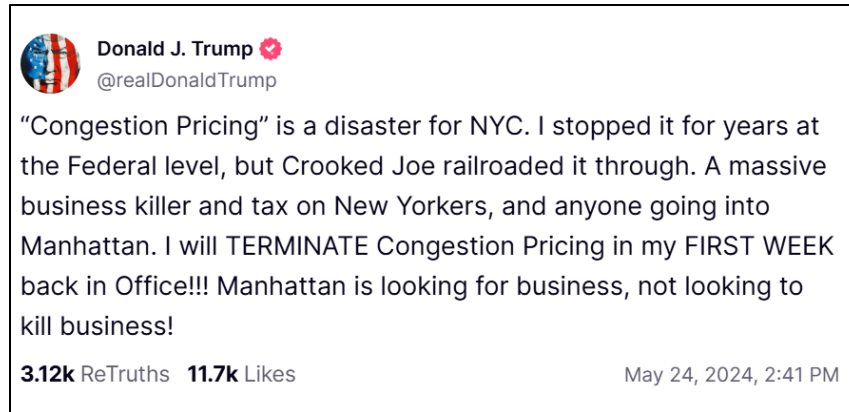 Donald J. Trump
@realDonaldTrump
“Congestion Pricing” is a disaster for NYC. I stopped it for years at
the Federal level, but Crooked Joe railroaded it through. A massive
business killer and tax on New Yorkers, and anyone going into
Manhattan. I will TERMINATE Congestion Pricing in my FIRST WEEK
back in Office!!! Manhattan is looking for business, not looking to
kill business!
3.12k ReTruths 11.7k Likes May 24, 2024, 2:41 PM